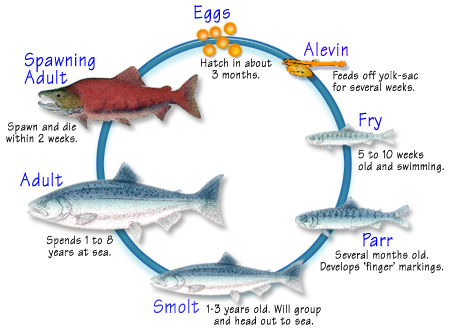 Eggs
Hatch in about
3 months.
Alevin
Feeds off yolk-sac
for several weeks.
Fry
5 to 10 weeks
old and swimming.
Parr
Several months old.
Develops 'finger' markings.
Smolt
1-3 years old. Will group
and head out to sea.
Adult
Spends 1 to 8
years at sea.
Spawning
Adult
Spawn and die
within 2 weeks.